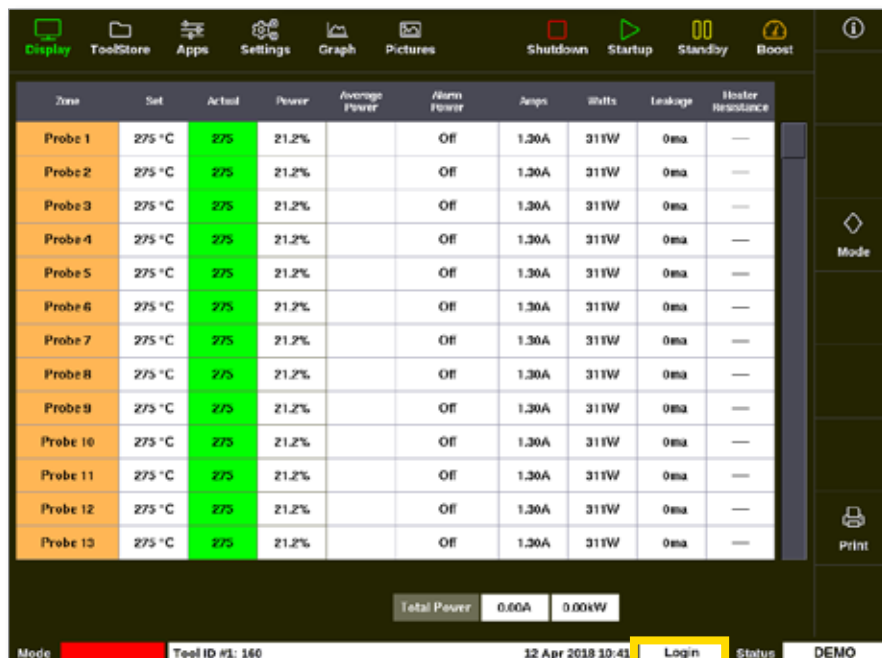 Display ToolStore Apps Settings Graph Pictures Shutdown Startup Standby Boost
Zone Set Actual Power Average Power Alarm Power Amps Watts Leakage Heater Resistance
Probe 1 275 °C 275 21.2% Off 1.30A 311W 0ma —
Probe 2 275 °C 275 21.2% Off 1.30A 311W 0ma —
Probe 3 275 °C 275 21.2% Off 1.30A 311W 0ma —
Probe 4 275 °C 275 21.2% Off 1.30A 311W 0ma —
Mode
Probe 5 275 °C 275 21.2% Off 1.30A 311W 0ma —
Probe 6 275 °C 275 21.2% Off 1.30A 311W 0ma —
Probe 7 275 °C 275 21.2% Off 1.30A 311W 0ma —
Probe 8 275 °C 275 21.2% Off 1.30A 311W 0ma —
Probe 9 275 °C 275 21.2% Off 1.30A 311W 0ma —
Probe 10 275 °C 275 21.2% Off 1.30A 311W 0ma —
Probe 11 275 °C 275 21.2% Off 1.30A 311W 0ma —
Probe 12 275 °C 275 21.2% Off 1.30A 311W 0ma —
Probe 13 275 °C 275 21.2% Off 1.30A 311W 0ma —
Print
Total Power 0.00A 0.00kW
Mode Tool ID #1: 160 12 Apr 2018 10:41 Login Status DEMO